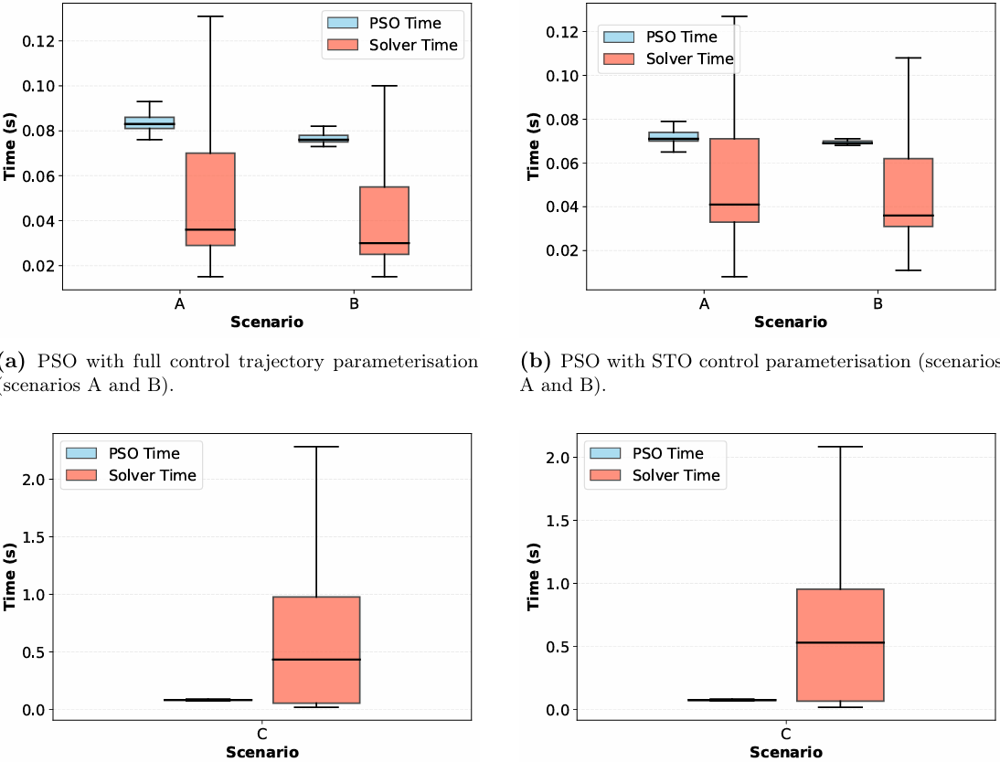 0.12
0.10
0.08
0.06
0.04
0.02
Time (s)
PSO Time
Solver Time
A
B
Scenario
0.12
0.10
0.08
0.06
0.04
0.02
Time (s)
PSO Time
Solver Time
A
B
Scenario
(a) PSO with full control trajectory parameterisation
(scenarios A and B).
(b) PSO with STO control parameterisation (scenarios
A and B).
2.0
1.5
1.0
0.5
0.0
Time (s)
PSO Time
Solver Time
C
Scenario
2.0
1.5
1.0
0.5
0.0
Time (s)
PSO Time
Solver Time
C
Scenario